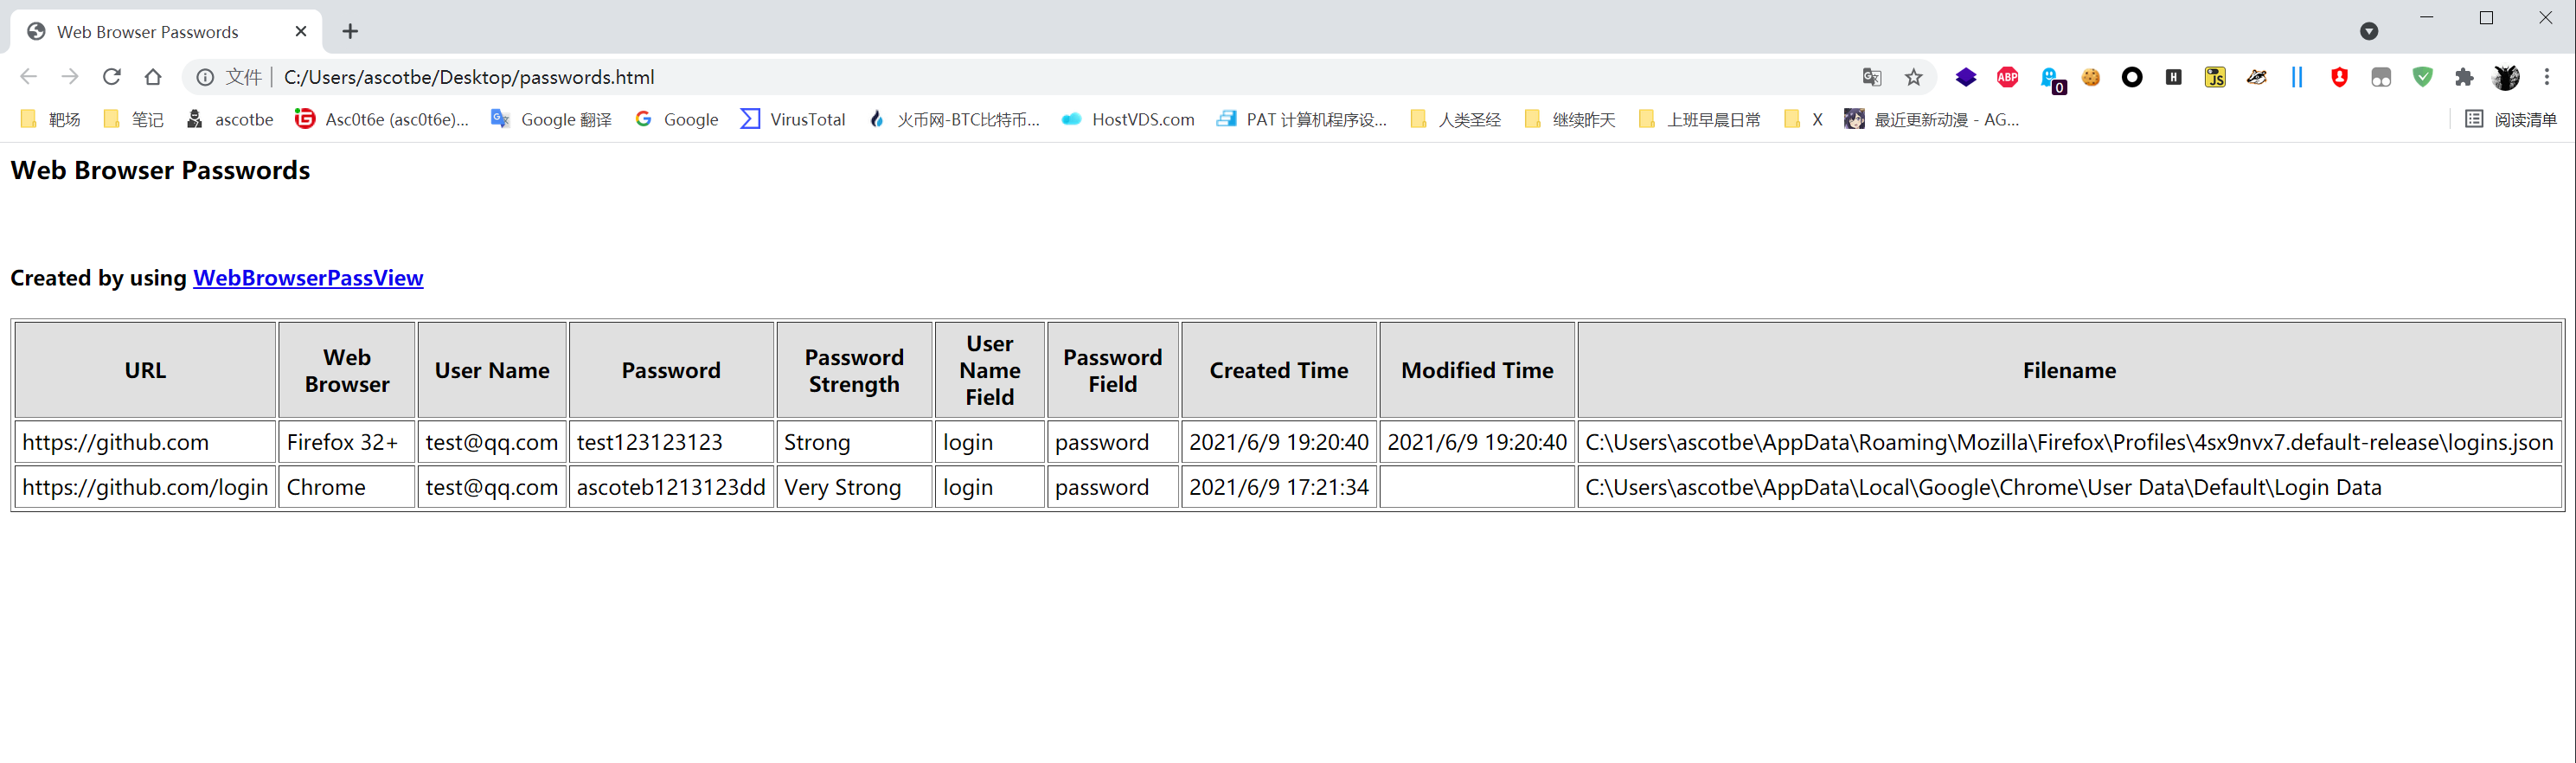 Web Browser Passwords
文件 | C:/Users/ascotbe/Desktop/passwords.html
ABP
0
H
JS
靶场 笔记 ascotbe Asc0t6e (asc0t6e)... Google 翻译 Google VirusTotal 火币网-BTC比特币... HostVDS.com PAT 计算机程序设... 人类圣经 继续昨天 上班早晨日常 X 最近更新动漫 - AG... 阅读清单
Web Browser Passwords
Created by using WebBrowserPassView
URL Web Browser User Name Password Password Strength User Name Field Password Field Created Time Modified Time Filename
https://github.com Firefox 32+ test@qq.com test123123123 Strong login password 2021/6/9 19:20:40 2021/6/9 19:20:40 C:\Users\ascotbe\AppData\Roaming\Mozilla\Firefox\Profiles\4sx9nvx7.default-release\logins.json
https://github.com/login Chrome test@qq.com ascoteb1213123dd Very Strong login password 2021/6/9 17:21:34 C:\Users\ascotbe\AppData\Local\Google\Chrome\User Data\Default\Login Data